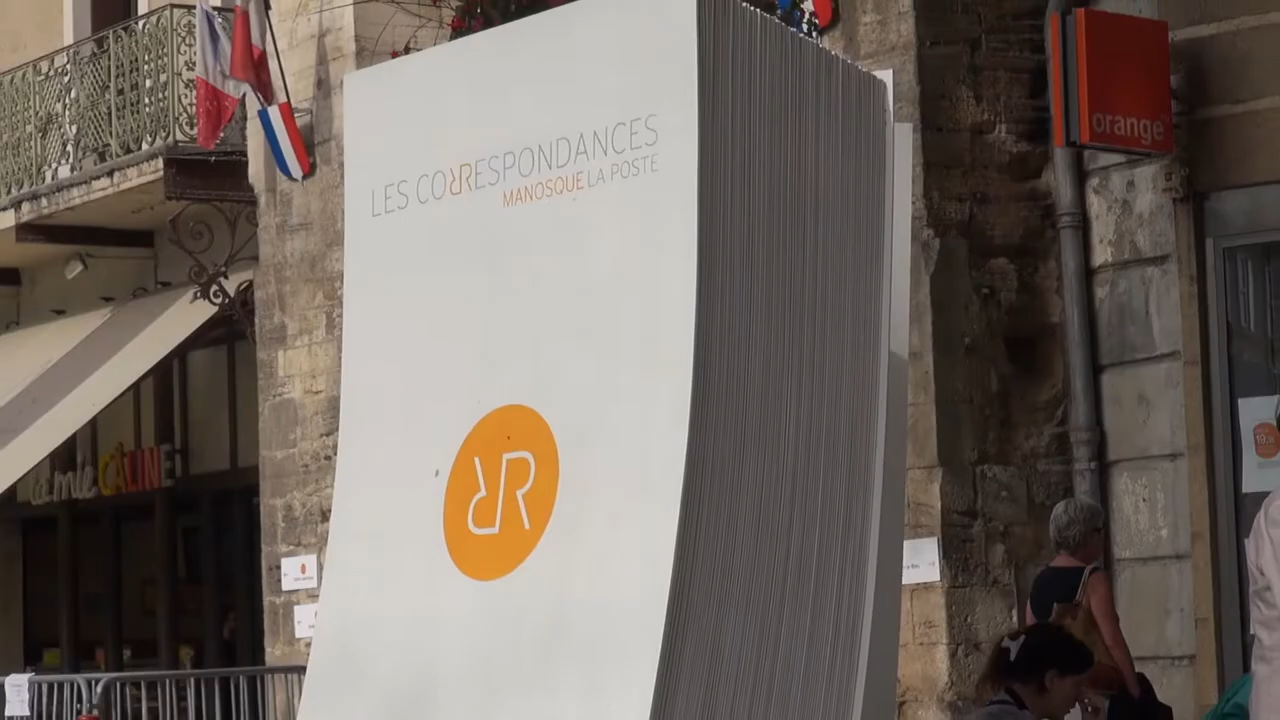 LES CORRESPONDANCES
MANOSQUE LA POSTE
RR
orange
la mie CÂLINE